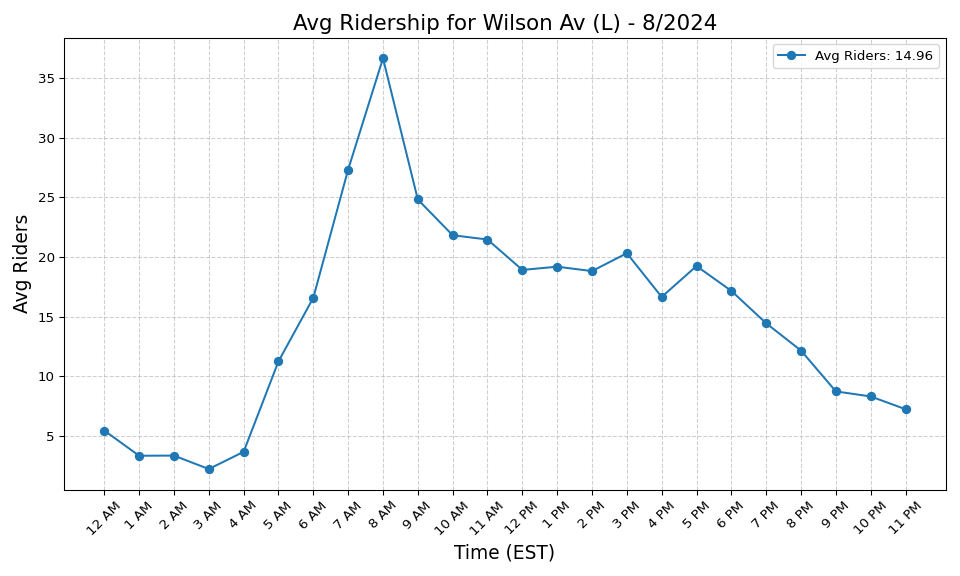 Avg Ridership for Wilson Av (L) - 8/2024
Avg Riders: 14.96
Avg Riders
35
30
25
20
15
10
5
12 AM 1 AM 2 AM 3 AM 4 AM 5 AM 6 AM 7 AM 8 AM 9 AM 10 AM 11 AM 12 PM 1 PM 2 PM 3 PM 4 PM 5 PM 6 PM 7 PM 8 PM 9 PM 10 PM 11 PM
Time (EST)